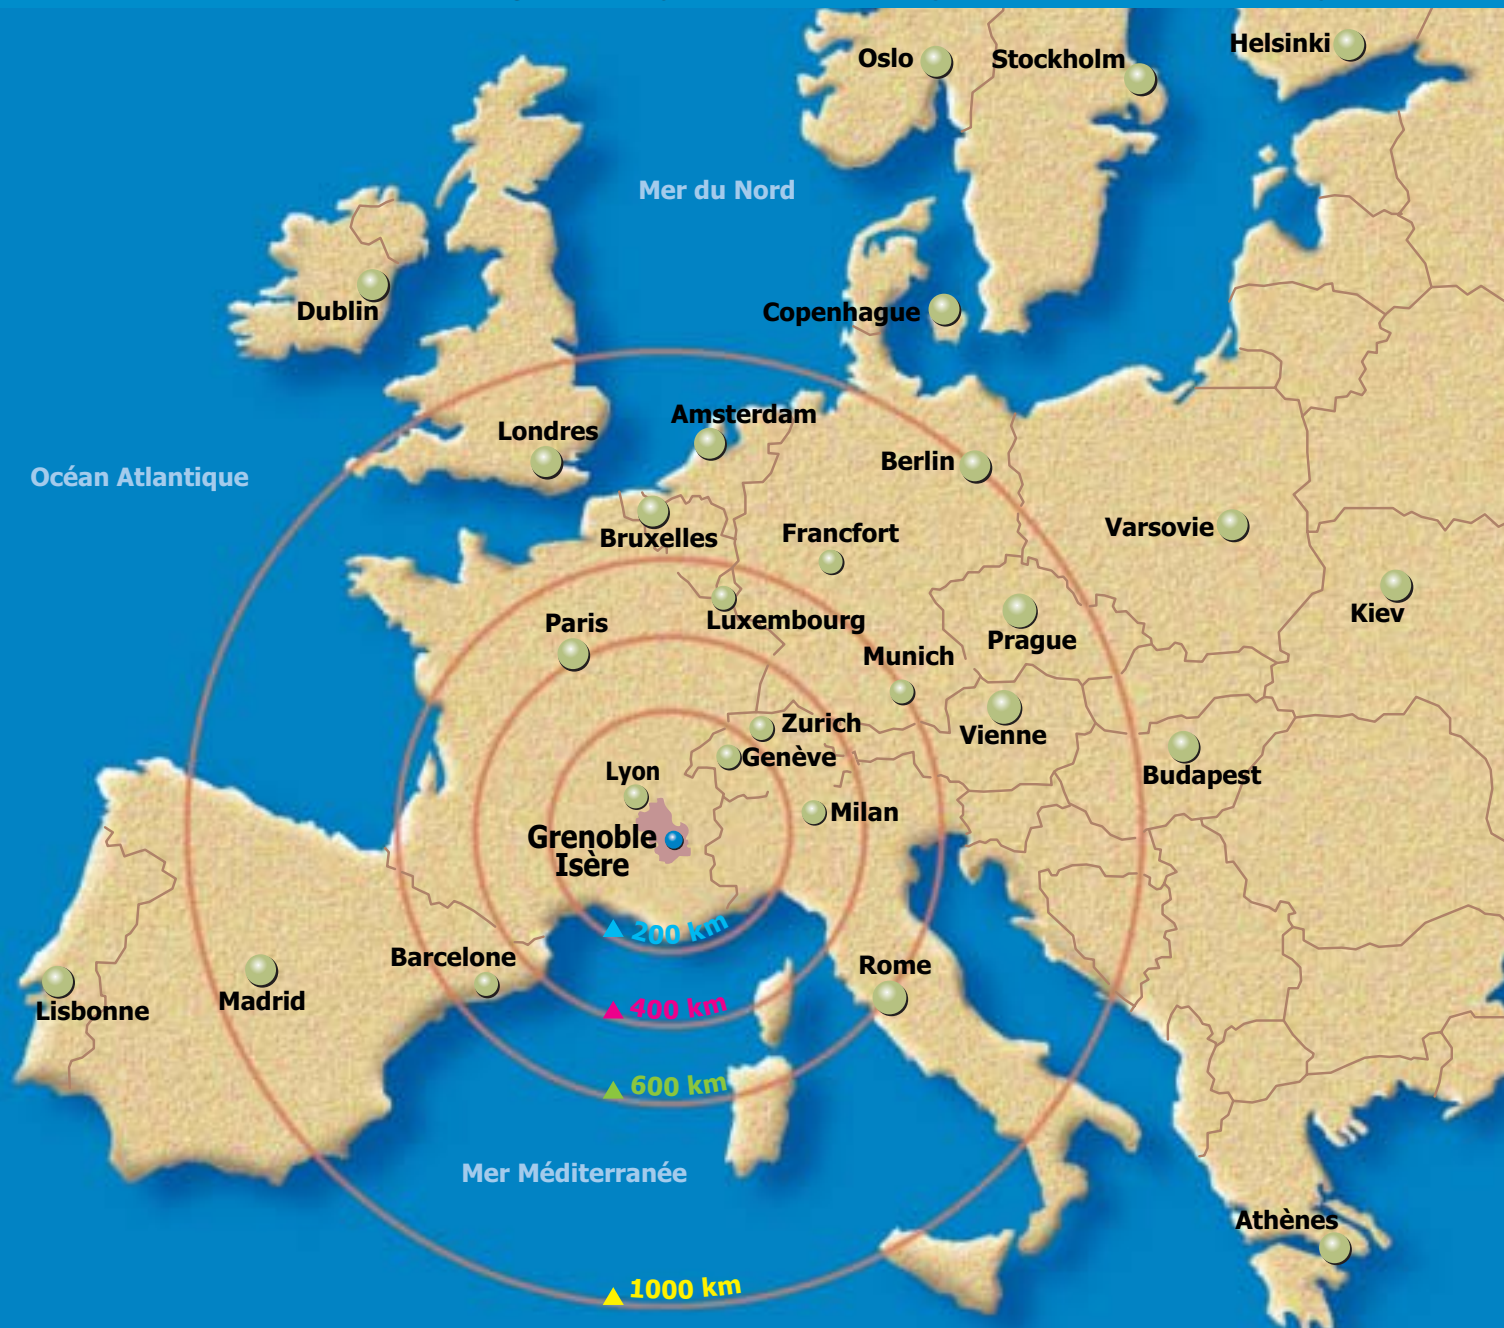 Oslo
Stockholm
Helsinki
Mer du Nord
Dublin
Copenhague
Amsterdam
Londres
Berlin
Océan Atlantique
Bruxelles
Francfort
Varsovie
Kiev
Paris
Luxembourg
Prague
Munich
Zurich
Vienne
Genève
Lyon
Budapest
Milan
Grenoble
Isère
200 km
Barcelone
Rome
Lisbonne
Madrid
400 km
600 km
Mer Méditerranée
Athènes
1000 km